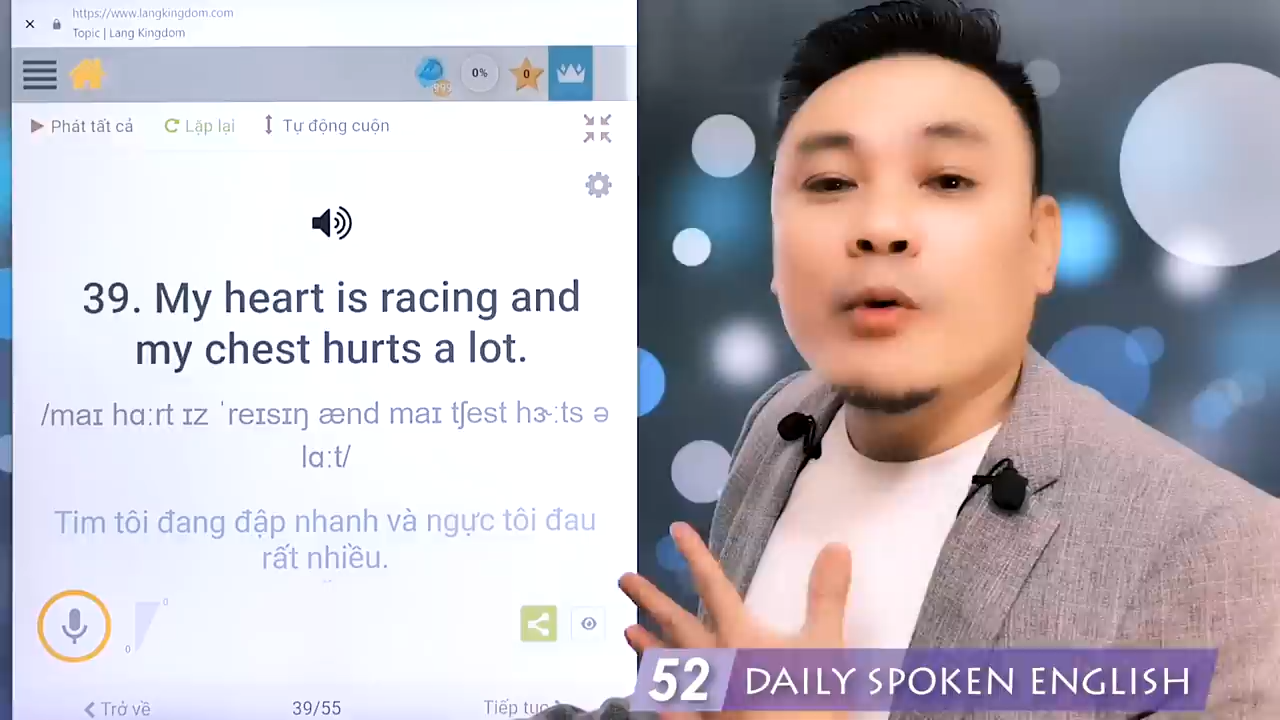 https://www.langkingdom.com
Topic | Lang Kingdom
999
0%
0
Phát tất cả
Lặp lại
Tự động cuộn
39. My heart is racing and
my chest hurts a lot.
/maɪ hɑːrt ɪz ˈreɪsɪŋ ænd maɪ tʃest hɝːts ə
lɑːt/
Tim tôi đang đập nhanh và ngực tôi đau
rất nhiều.
0
0
Trở về
39/55
Tiếp tục
52 DAILY SPOKEN ENGLISH